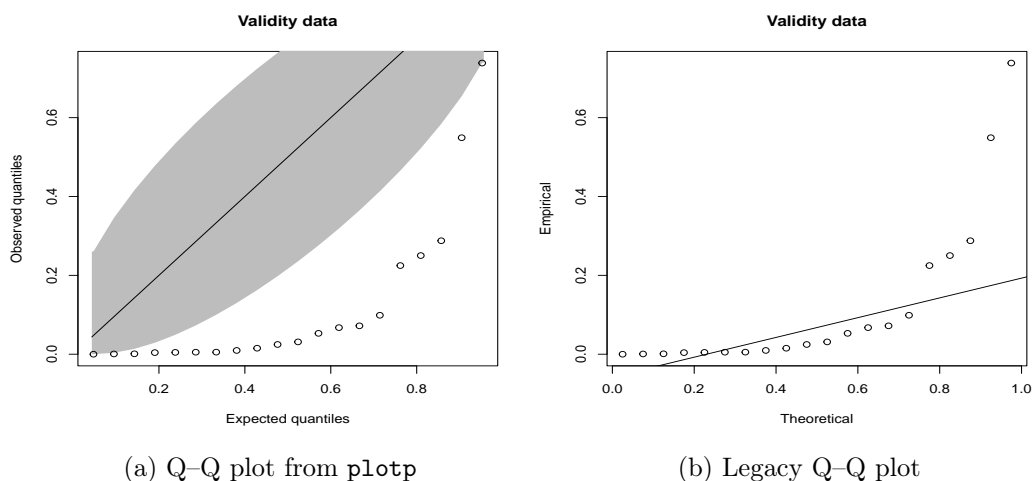 Validity data
Observed quantiles
0.0 0.2 0.4 0.6
0.2 0.4 0.6 0.8
Expected quantiles
(a) Q–Q plot from plotp
Validity data
Empirical
0.0 0.2 0.4 0.6
0.0 0.2 0.4 0.6 0.8 1.0
Theoretical
(b) Legacy Q–Q plot